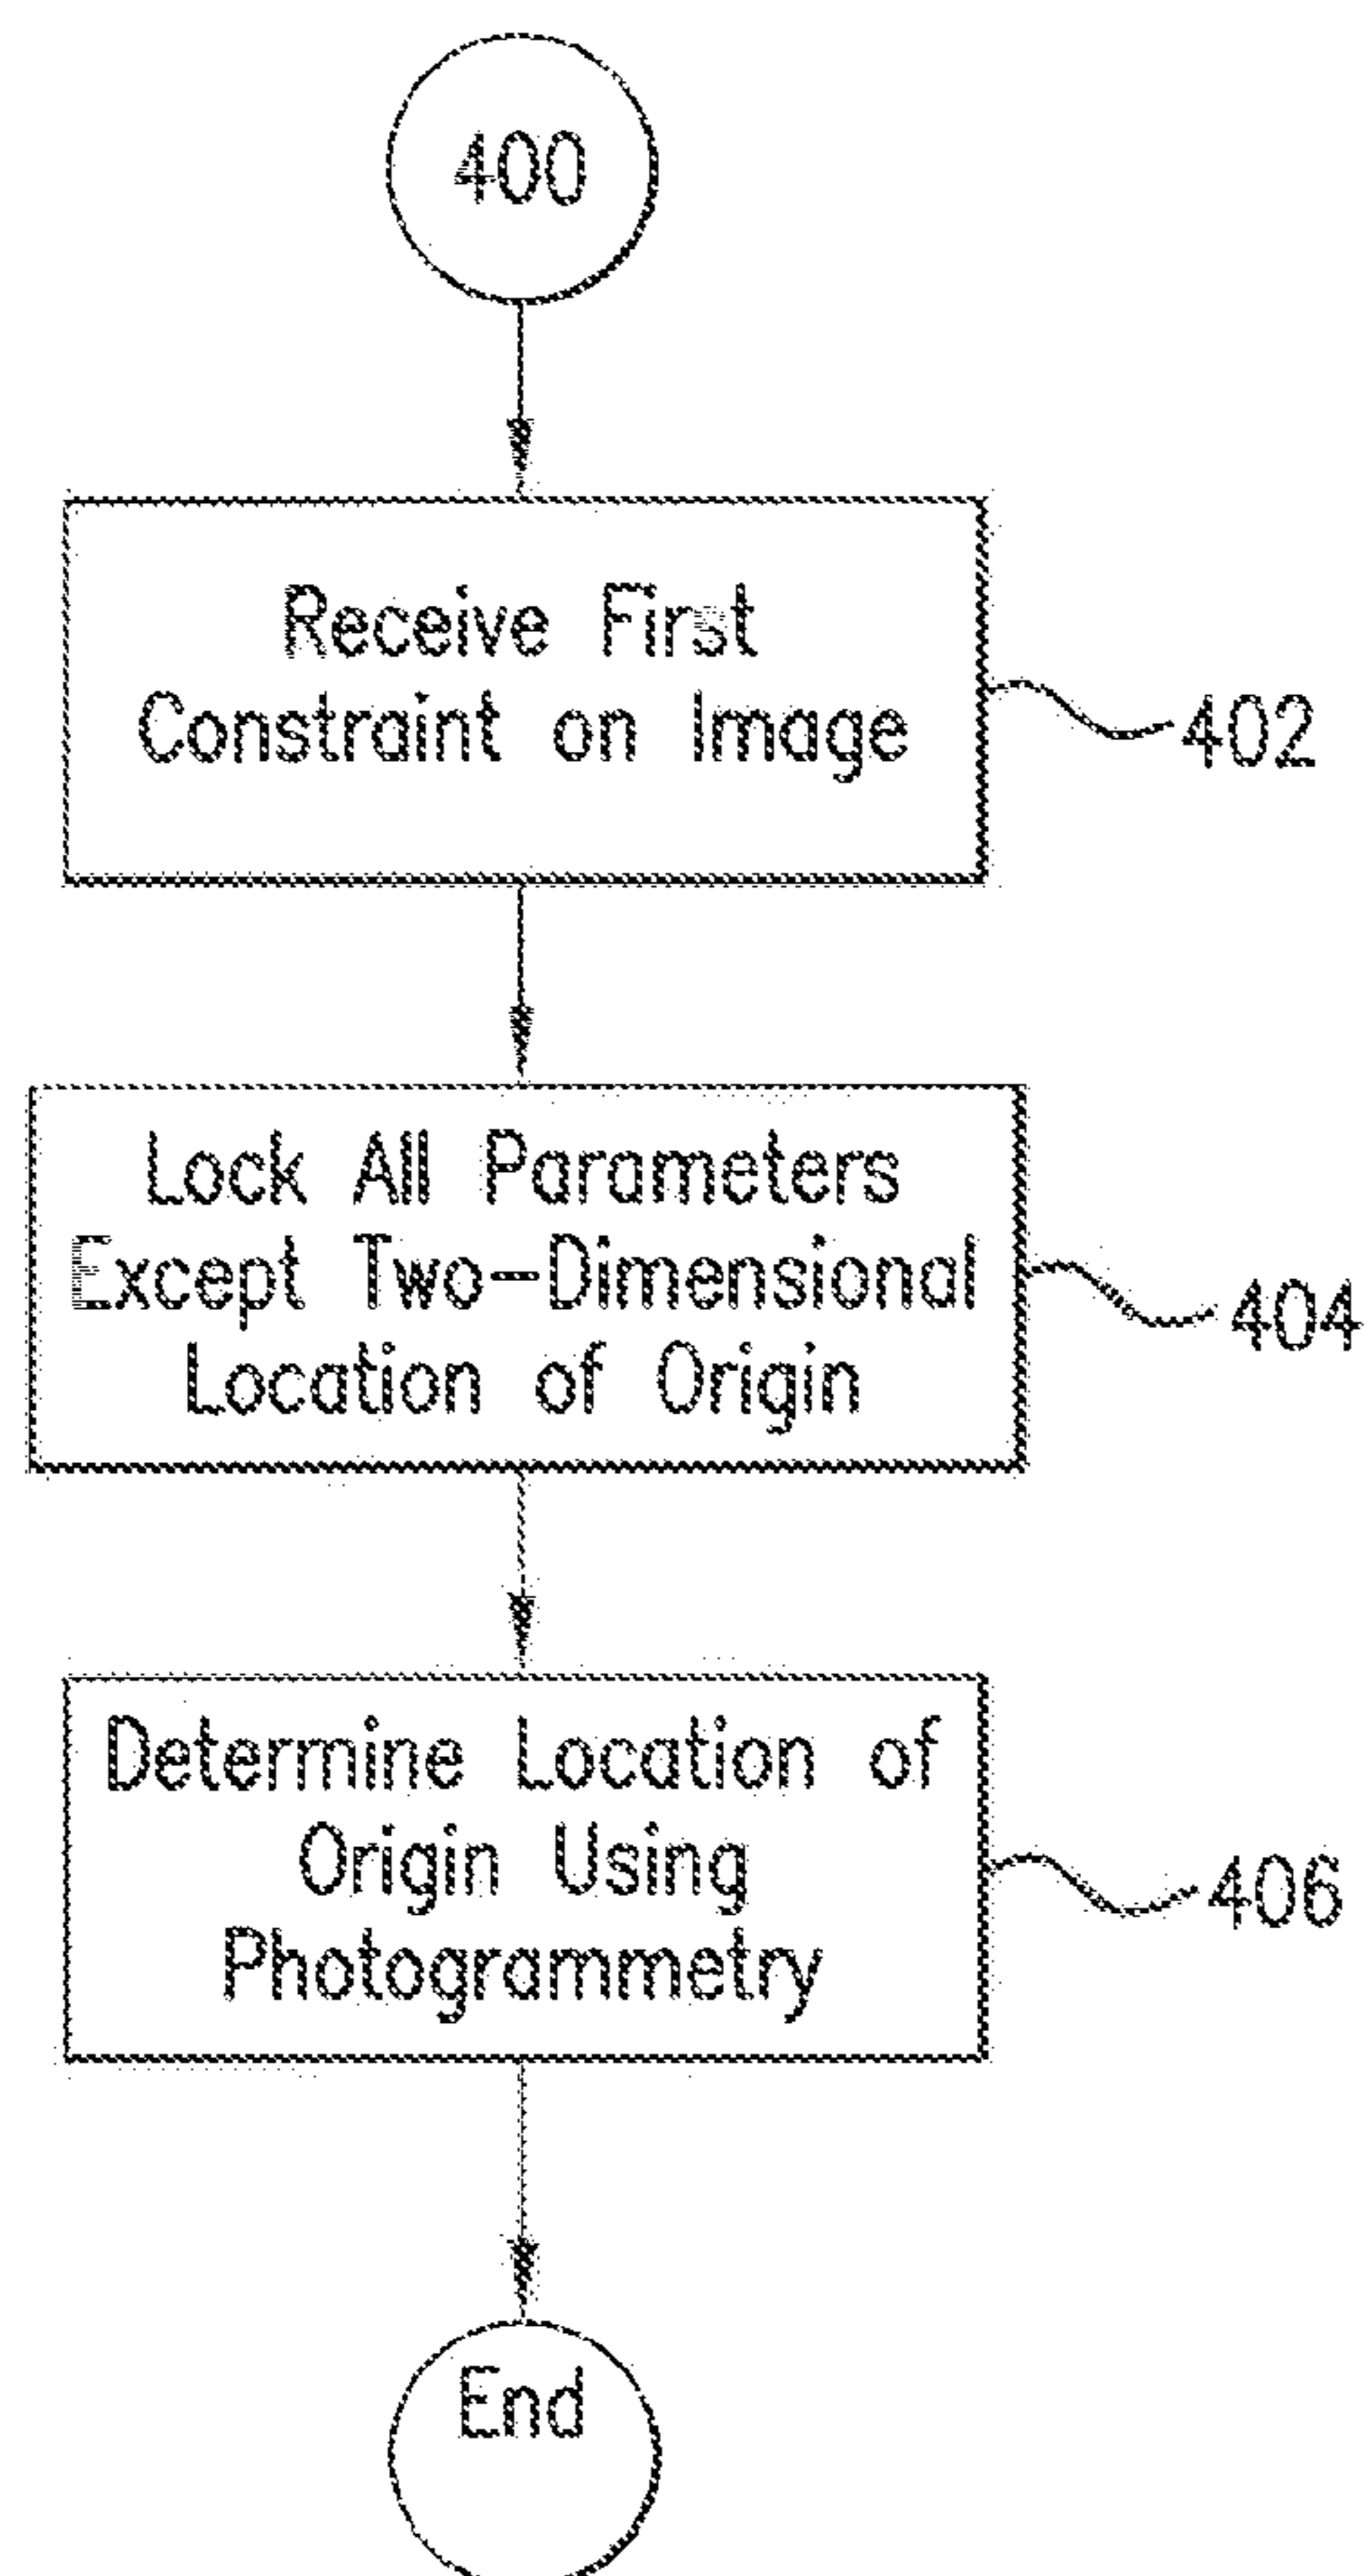 400
Receive First
Constraint on Image
402
Lock All Parameters
Except Two-Dimensional
Location of Origin
404
Determine Location of
Origin Using
Photogrammetry
406
End